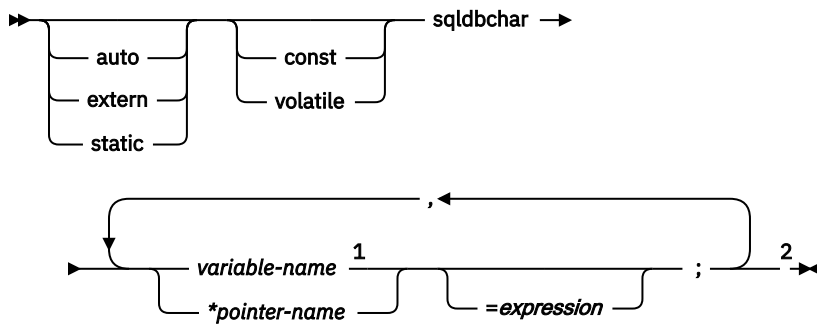 sqldbchar
auto const
extern volatile
static
,
variable-name 1 ; 2
*pointer-name =expression